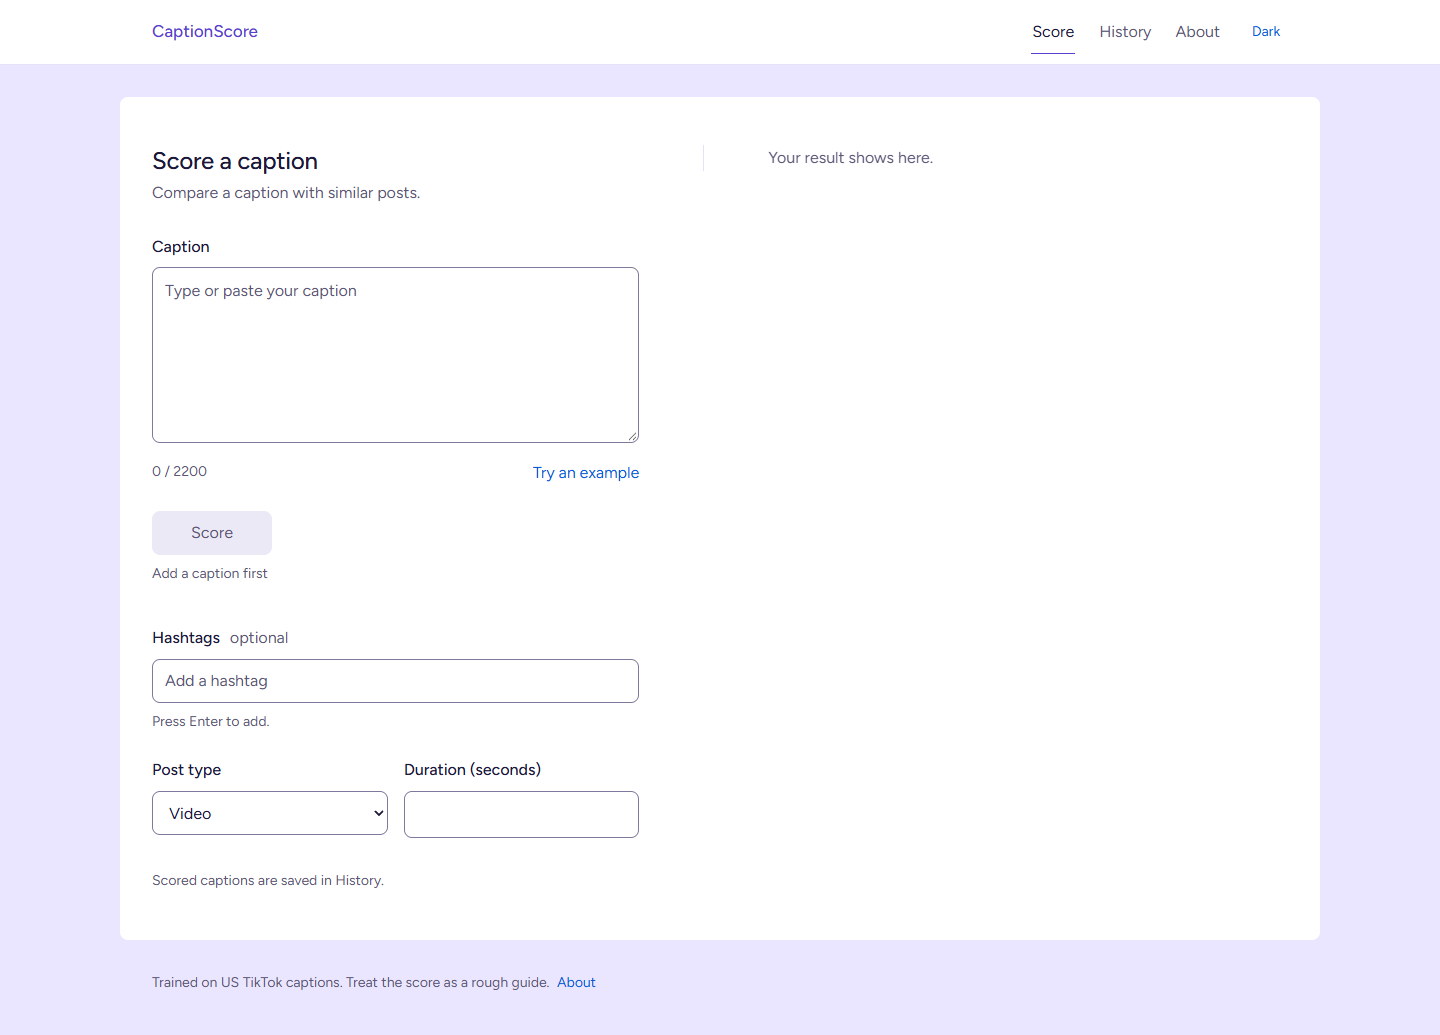 CaptionScore
Score
History
About
Dark
Score a caption
Compare a caption with similar posts.
Caption
Type or paste your caption
0 / 2200
Try an example
Score
Add a caption first
Hashtags optional
Add a hashtag
Press Enter to add.
Post type
Video
Duration (seconds)
Scored captions are saved in History.
Your result shows here.
Trained on US TikTok captions. Treat the score as a rough guide. About